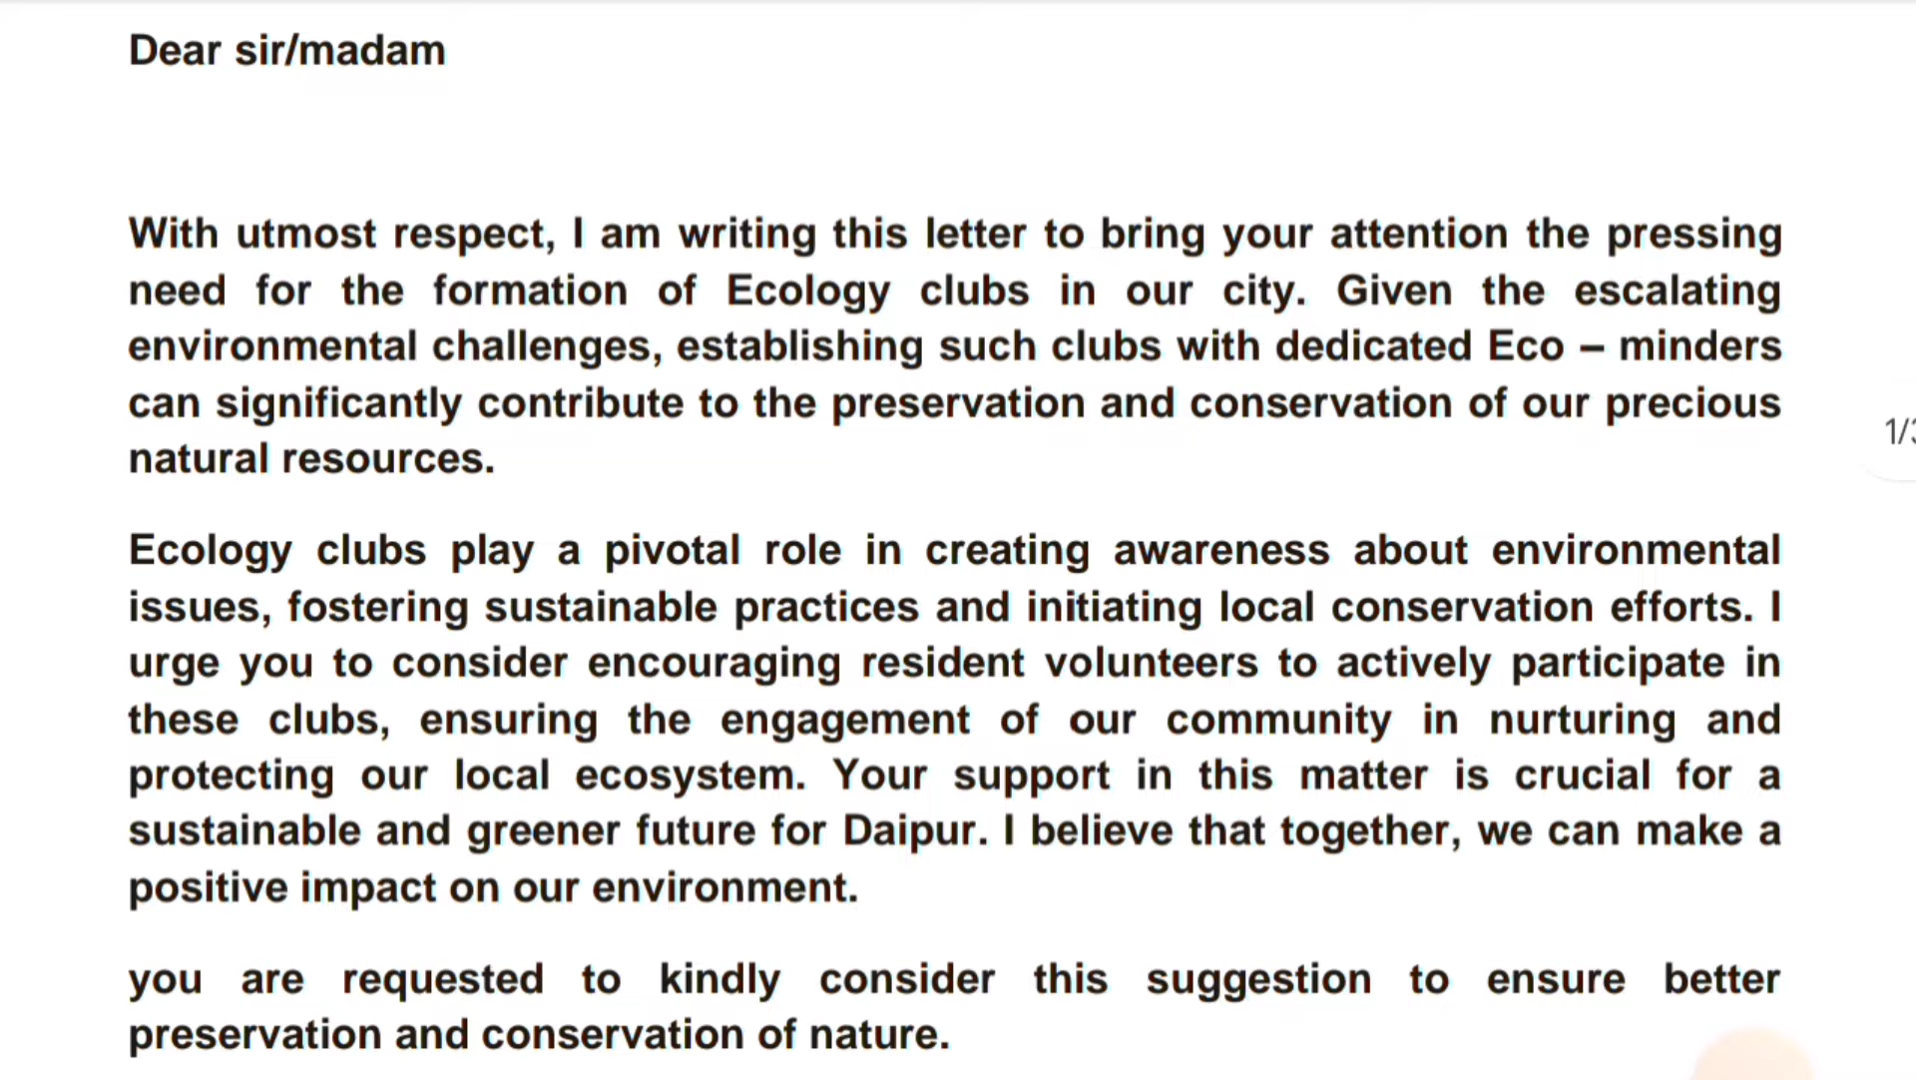 Dear sir/madam
With utmost respect, I am writing this letter to bring your attention the pressing
need for the formation of Ecology clubs in our city. Given the escalating
environmental challenges, establishing such clubs with dedicated Eco – minders
can significantly contribute to the preservation and conservation of our precious
natural resources.
Ecology clubs play a pivotal role in creating awareness about environmental
issues, fostering sustainable practices and initiating local conservation efforts. I
urge you to consider encouraging resident volunteers to actively participate in
these clubs, ensuring the engagement of our community in nurturing and
protecting our local ecosystem. Your support in this matter is crucial for a
sustainable and greener future for Daipur. I believe that together, we can make a
positive impact on our environment.
you are requested to kindly consider this suggestion to ensure better
preservation and conservation of nature.